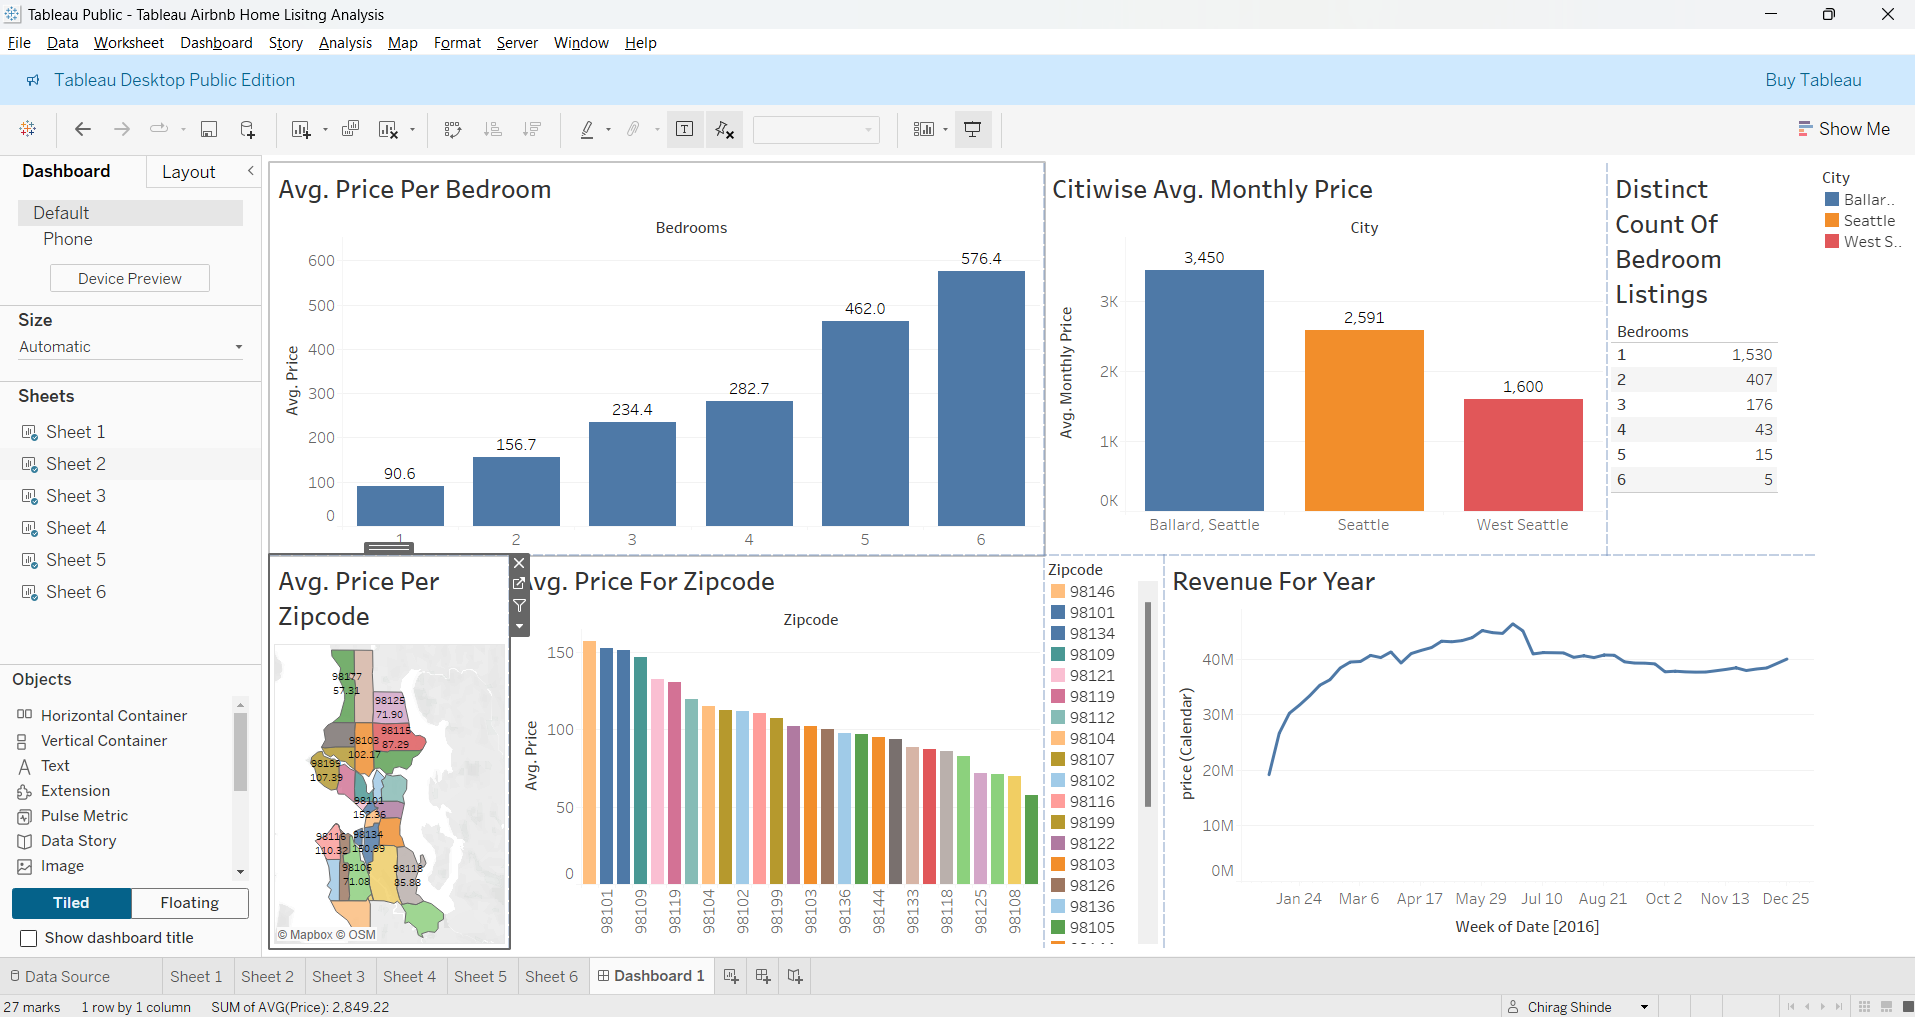 Tableau Public - Tableau Airbnb Home Lisitng Analysis
File Data Worksheet Dashboard Story Analysis Map Format Server Window Help
Tableau Desktop Public Edition
Buy Tableau
Show Me
Dashboard
Layout
Default
Phone
Device Preview
Size
Automatic
Sheets
Sheet 1
Sheet 2
Sheet 3
Sheet 4
Sheet 5
Sheet 6
Objects
Horizontal Container
Vertical Container
Text
Extension
Pulse Metric
Data Story
Image
Tiled
Floating
Show dashboard title
Avg. Price Per Bedroom
Bedrooms
Avg. Price
600
500
400
300
200
100
0
90.6
156.7
234.4
282.7
462.0
576.4
1
2
3
4
5
6
Citiwise Avg. Monthly Price
City
Avg. Monthly Price
3K
2K
1K
0K
3,450
2,591
1,600
Ballard, Seattle
Seattle
West Seattle
Distinct
Count Of
Bedroom
Listings
Bedrooms
1 1,530
2 407
3 176
4 43
5 15
6 5
City
Ballar..
Seattle
West S..
Avg. Price Per
Zipcode
98177
57.31
98125
71.90
98115
87.29
98103
102.17
98199
107.39
98101
152.36
98134
150.99
98116
110.32
98106
71.08
98118
85.88
© Mapbox © OSM
Avg. Price For Zipcode
Zipcode
Avg. Price
150
100
50
0
98101
98109
98119
98104
98102
98199
98103
98136
98144
98133
98118
98125
98108
Zipcode
98146
98101
98134
98109
98121
98119
98112
98104
98107
98102
98116
98199
98122
98103
98126
98136
98105
Revenue For Year
price (Calendar)
40M
30M
20M
10M
0M
Jan 24
Mar 6
Apr 17
May 29
Jul 10
Aug 21
Oct 2
Nov 13
Dec 25
Week of Date [2016]
Data Source
Sheet 1
Sheet 2
Sheet 3
Sheet 4
Sheet 5
Sheet 6
Dashboard 1
27 marks
1 row by 1 column
SUM of AVG(Price): 2,849.22
Chirag Shinde